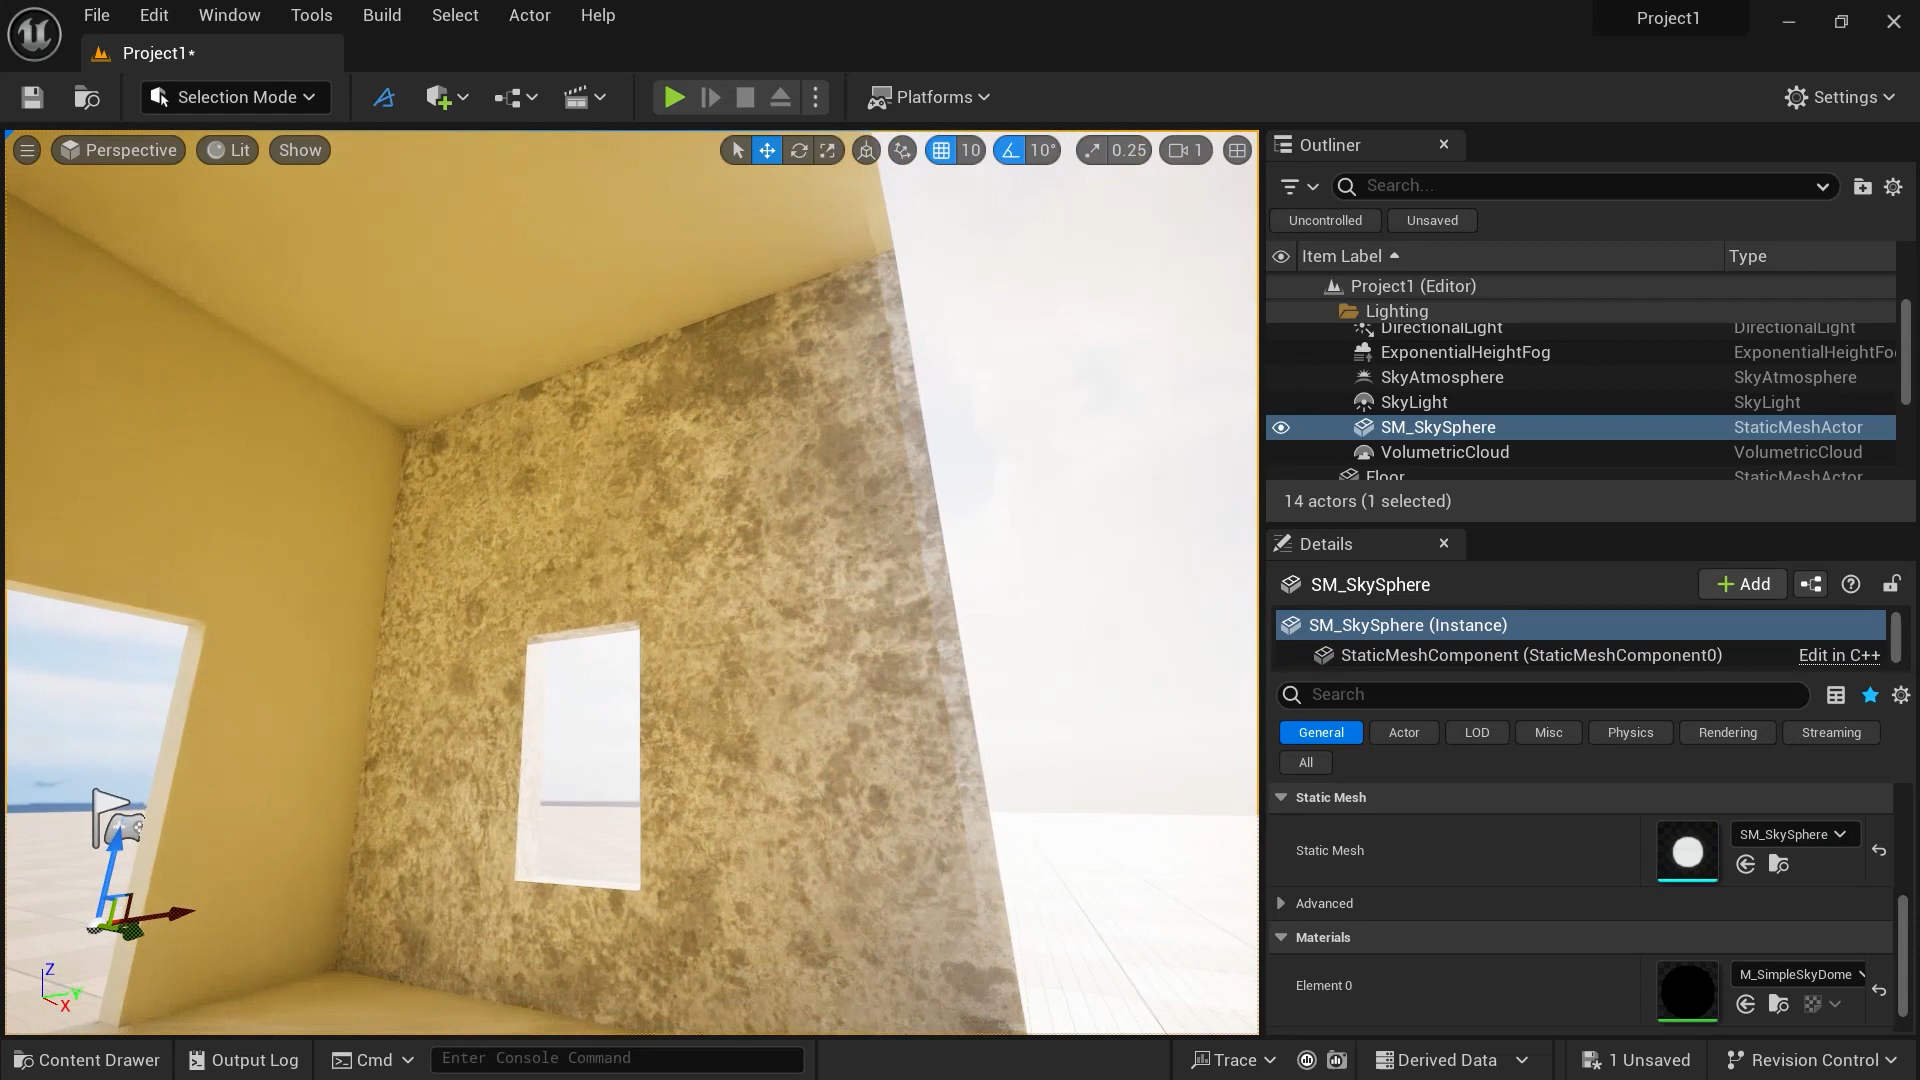 File Edit Window Tools Build Select Actor Help
Project1
Project1*
Selection Mode
Platforms
Settings
Perspective
Lit
Show
10
10°
0.25
1
Outliner
Search...
Uncontrolled
Unsaved
Item Label
Type
Project1 (Editor)
Lighting
DirectionalLight DirectionalLight
ExponentialHeightFog ExponentialHeightFo
SkyAtmosphere SkyAtmosphere
SkyLight SkyLight
SM_SkySphere StaticMeshActor
VolumetricCloud VolumetricCloud
Floor StaticMeshActor
14 actors (1 selected)
Details
SM_SkySphere
Add
SM_SkySphere (Instance)
StaticMeshComponent (StaticMeshComponent0) Edit in C++
Search
General Actor LOD Misc Physics Rendering Streaming
All
Static Mesh
Static Mesh
SM_SkySphere
Advanced
Materials
Element 0
M_SimpleSkyDome
Z
Y
X
Content Drawer
Output Log
Cmd
Enter Console Command
Trace
Derived Data
1 Unsaved
Revision Control